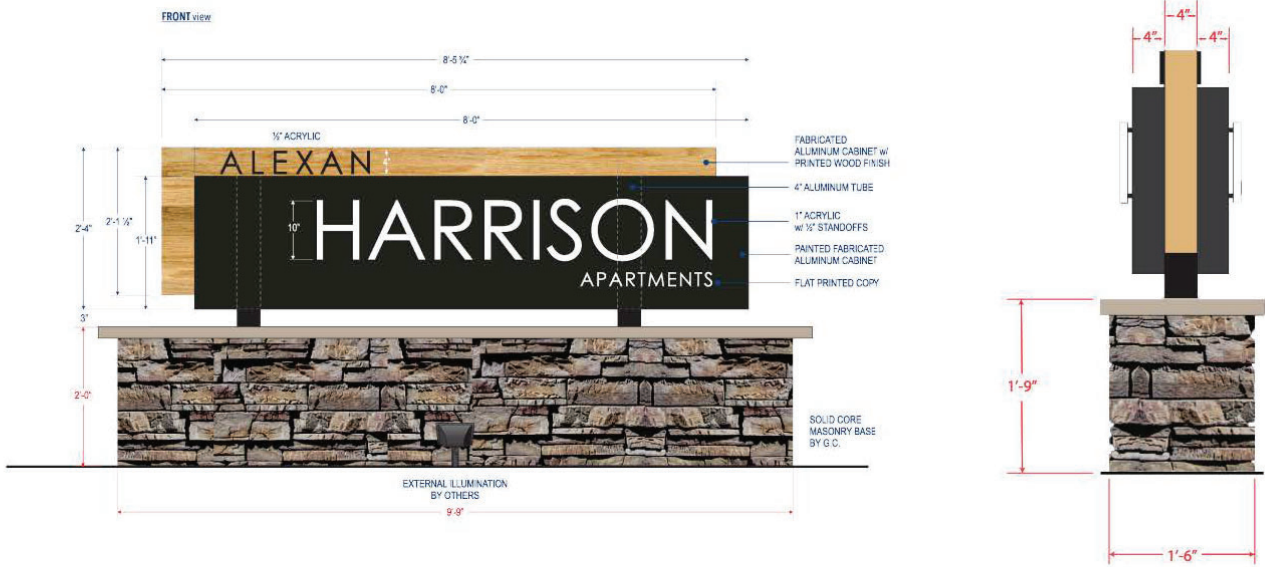 FRONT view
8'-5 ¾"
8'-0"
8'-0"
½" ACRYLIC
ALEXAN
4"
FABRICATED
ALUMINUM CABINET w/
PRINTED WOOD FINISH
4" ALUMINUM TUBE
2'-4"
2'-1 ½"
1'-11"
10"
HARRISON
1" ACRYLIC
w/ ½" STANDOFFS
PAINTED FABRICATED
ALUMINUM CABINET
APARTMENTS
FLAT PRINTED COPY
3"
2'-0"
SOLID CORE
MASONRY BASE
BY G.C.
EXTERNAL ILLUMINATION
BY OTHERS
9'-9"
4"
4"
4"
1'-9"
1'-6"